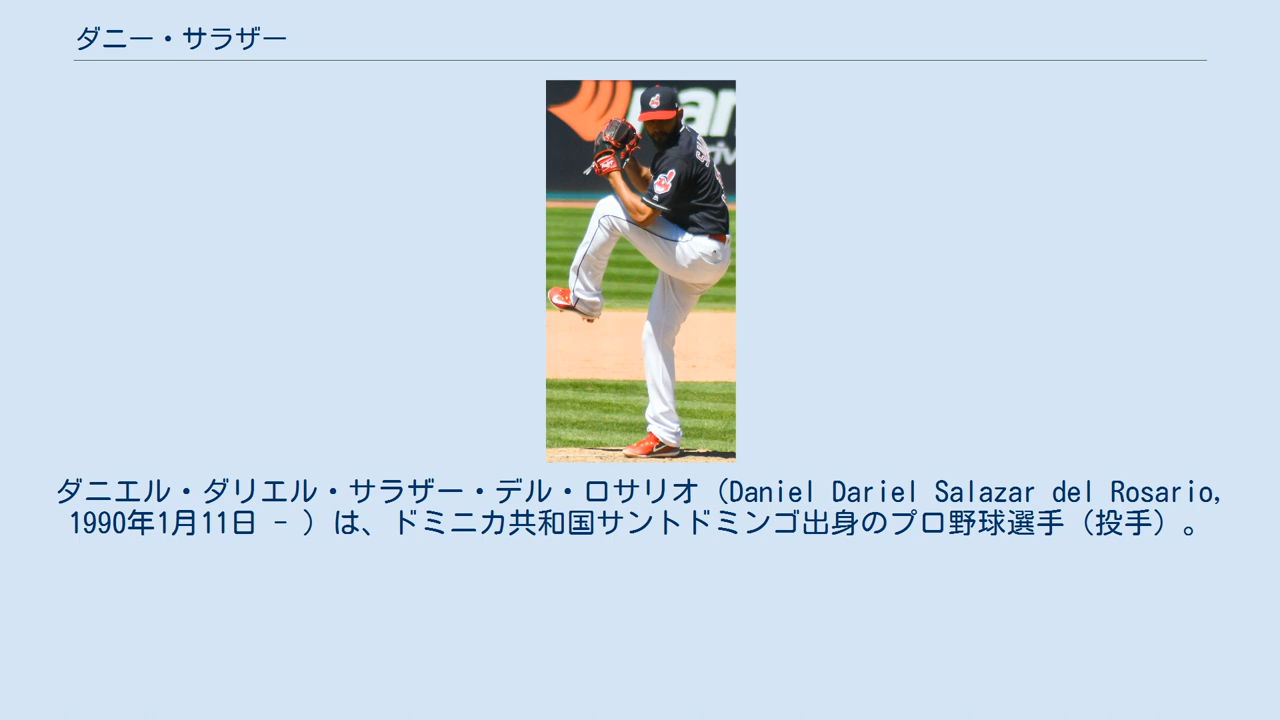 ダニー・サラザー
ダニエル・ダリエル・サラザー・デル・ロサリオ（Daniel Dariel Salazar del Rosario,
1990年1月11日 - ）は、ドミニカ共和国サントドミンゴ出身のプロ野球選手（投手）。